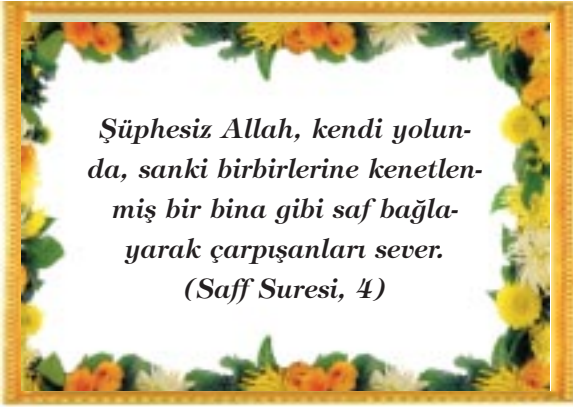 Şüphesiz Allah, kendi yolun-
da, sanki birbirlerine kenetlen-
miş bir bina gibi saf bağla-
yarak çarpışanları sever.
(Saff Suresi, 4)